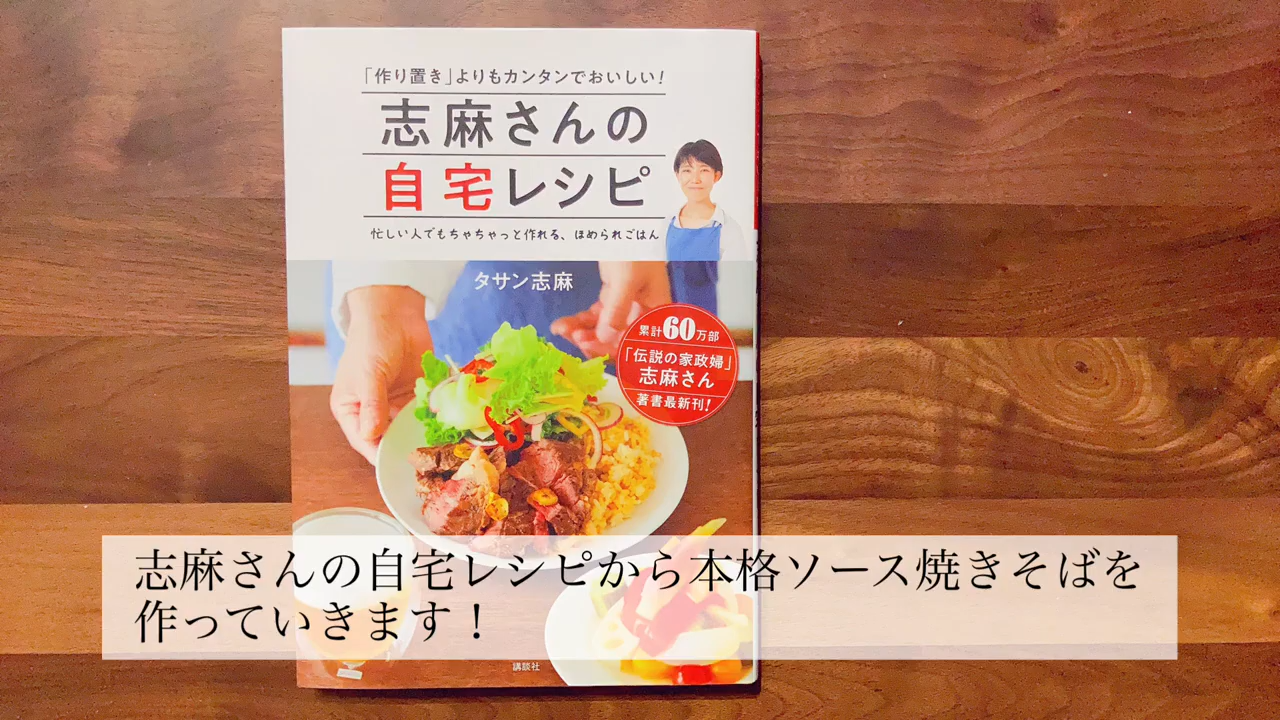 「作り置き」よりもカンタンでおいしい!
志麻さんの
自宅レシピ
忙しい人でもちゃちゃっと作れる、ほめられごはん
タサン志麻
累計60万部
「伝説の家政婦」
志麻さん
著書最新刊!
志麻さんの自宅レシピから本格ソース焼きそばを
作っていきます！
講談社